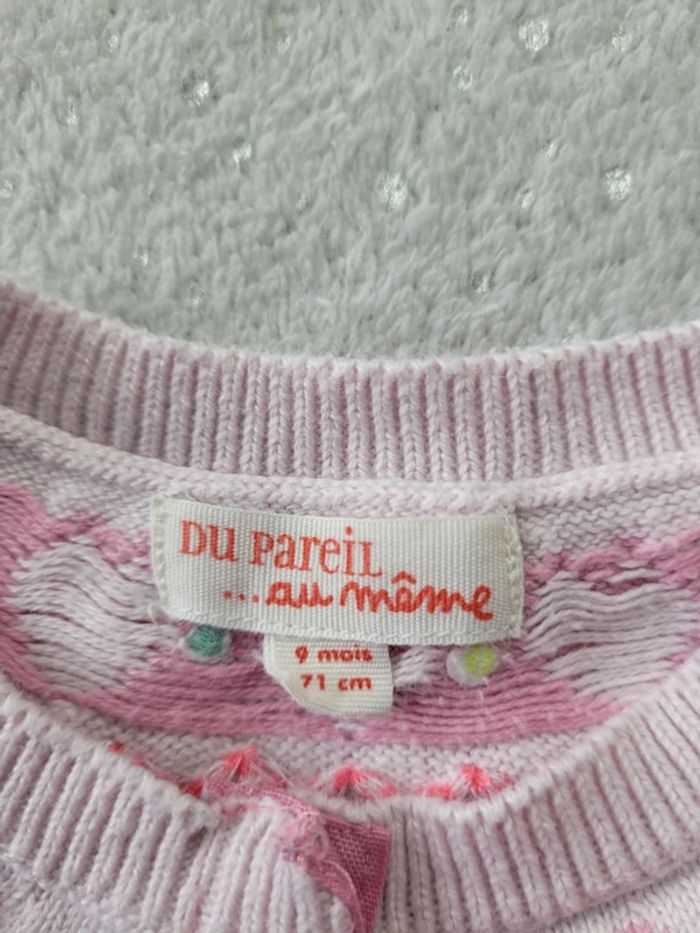 Du PareiL
...au même
9 mois
71 cm